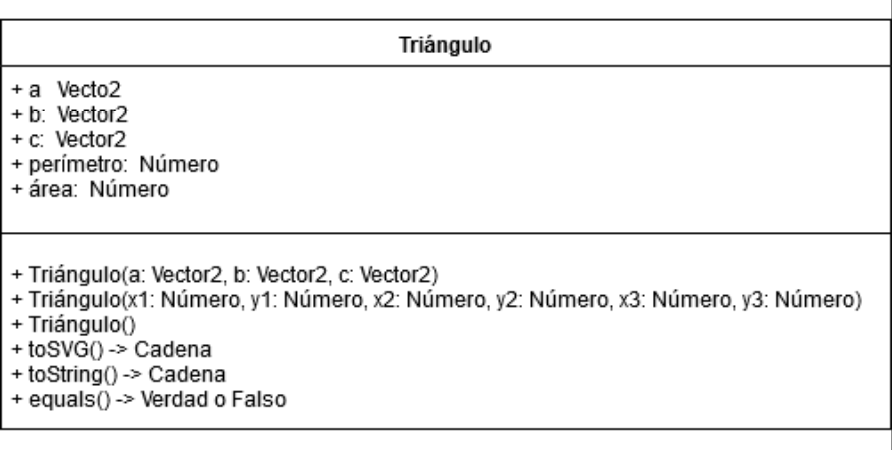 Triángulo
+ a Vecto2
+ b: Vector2
+ c: Vector2
+ perímetro: Número
+ área: Número
+ Triángulo(a: Vector2, b: Vector2, c: Vector2)
+ Triángulo(x1: Número, y1: Número, x2: Número, y2: Número, x3: Número, y3: Número)
+ Triángulo()
+ toSVG() -> Cadena
+ toString() -> Cadena
+ equals() -> Verdad o Falso